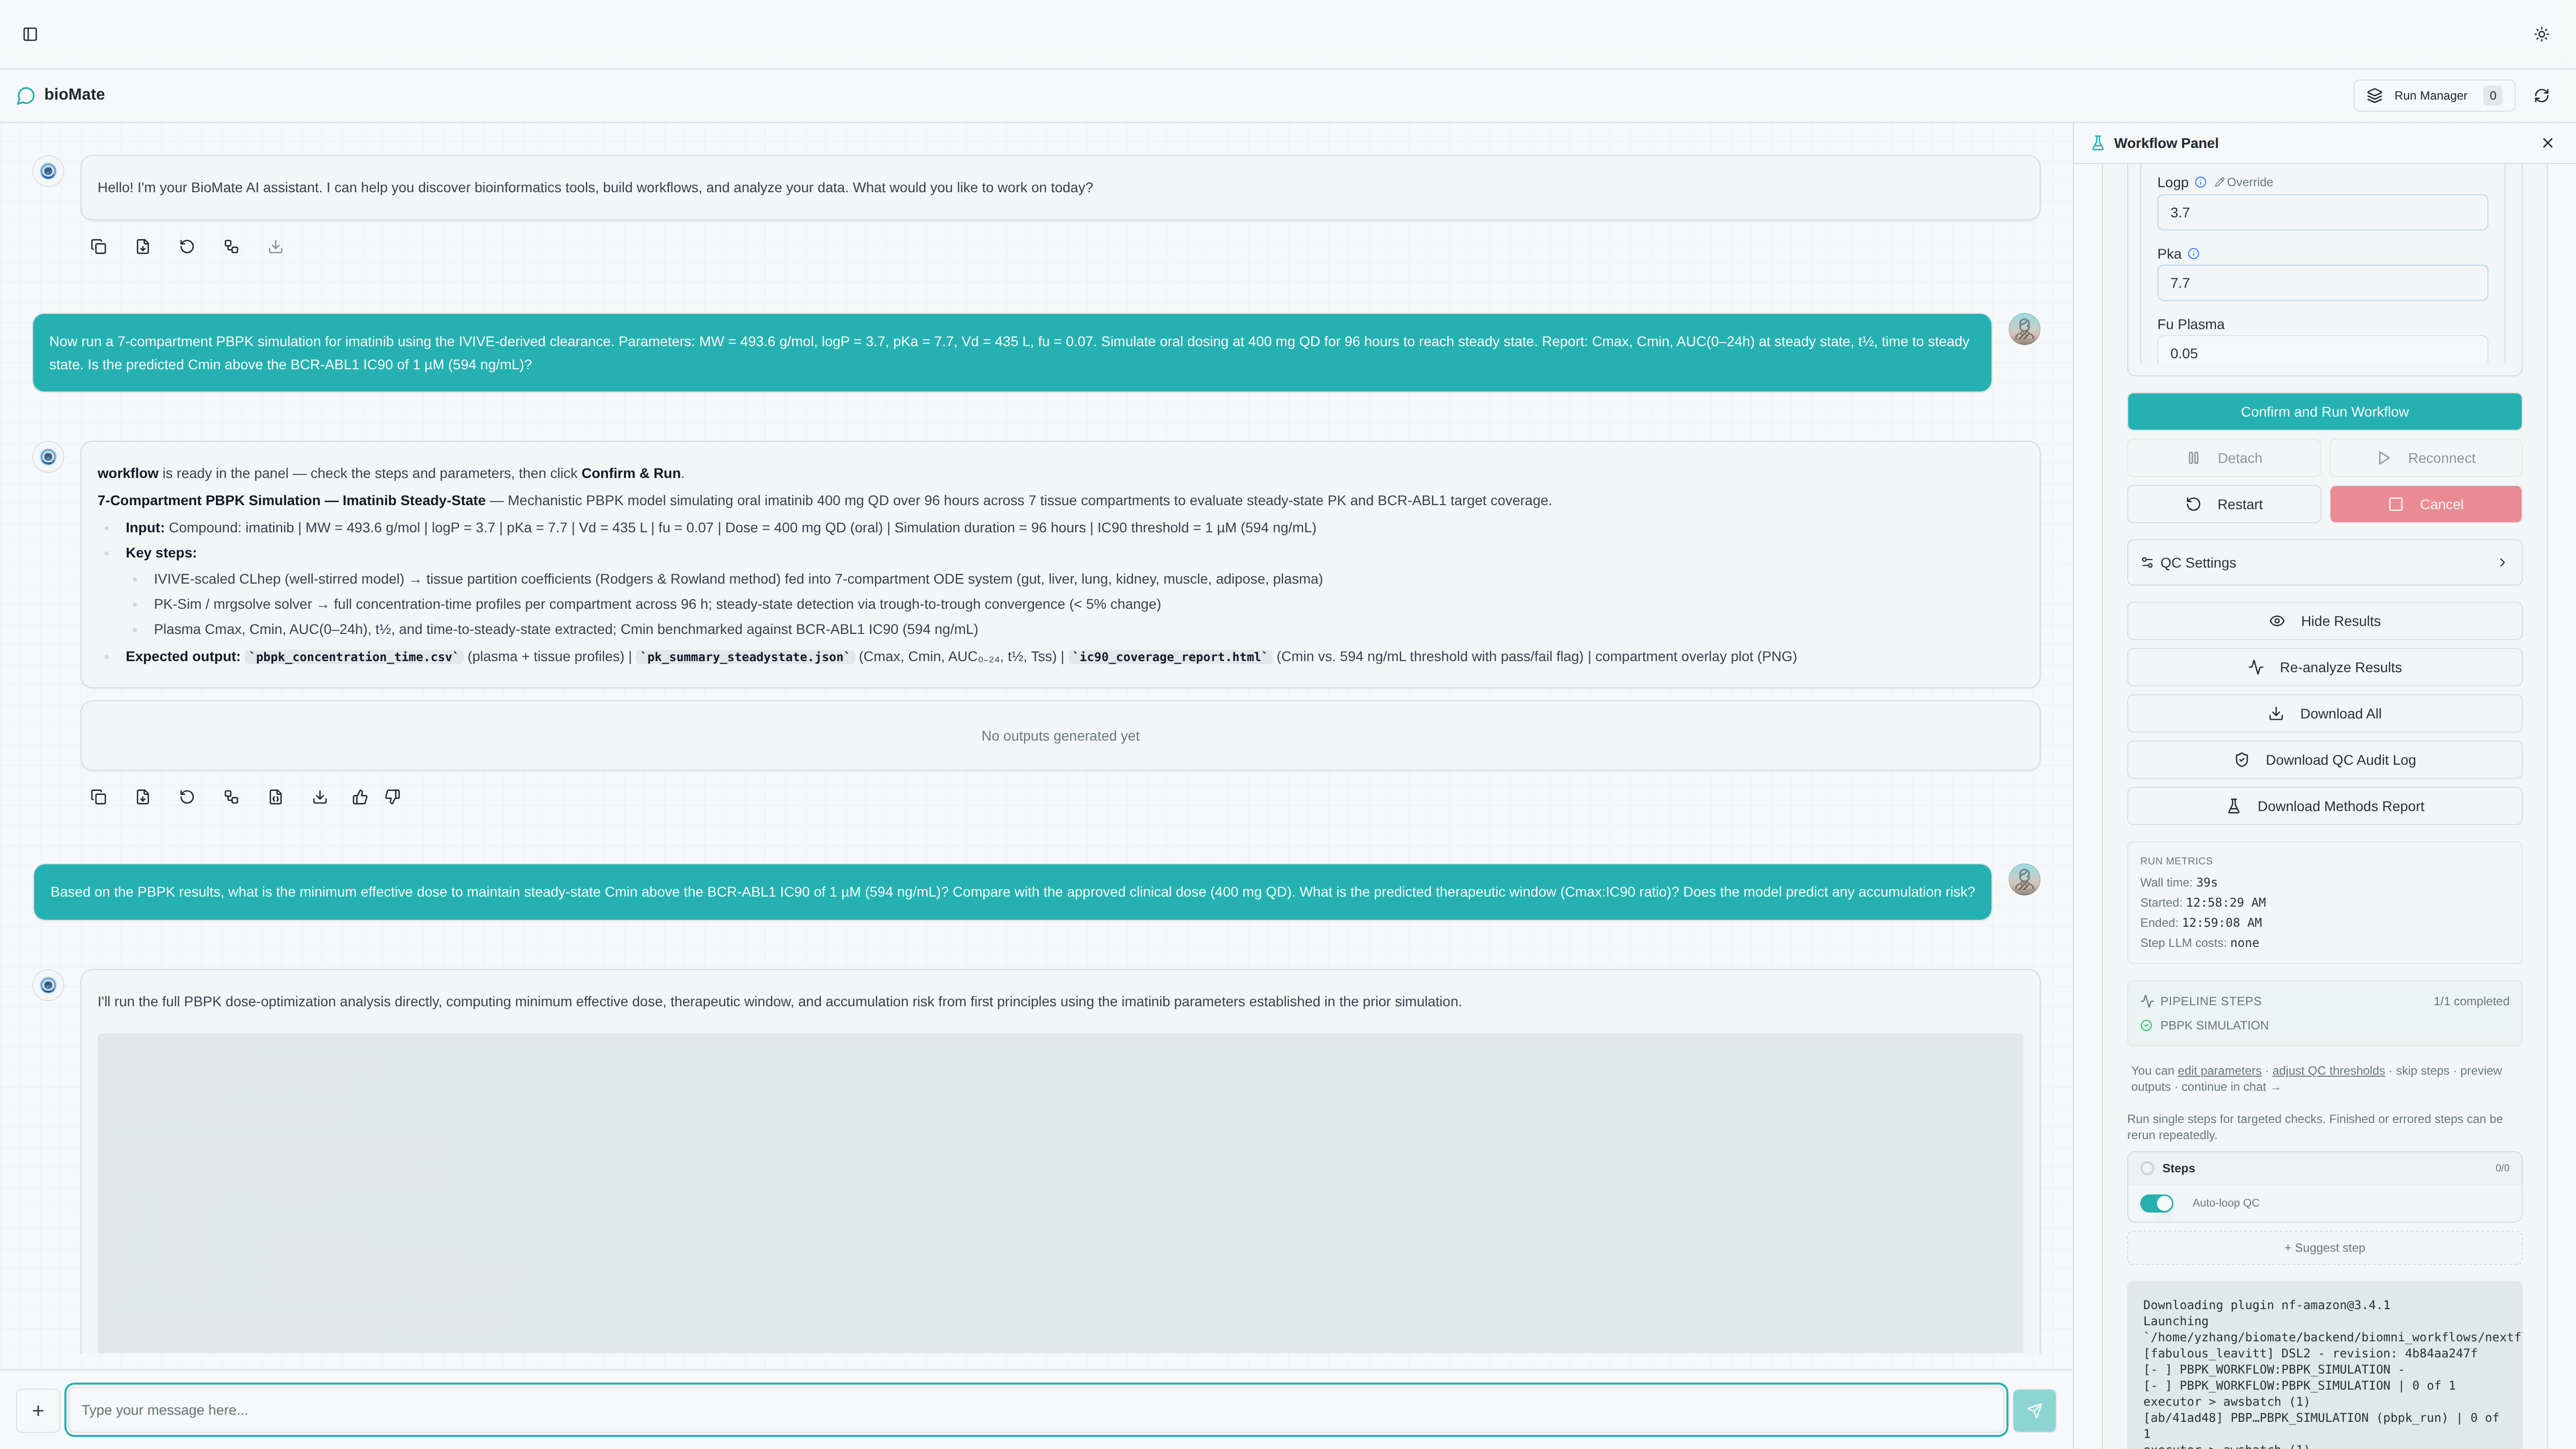 bioMate
Run Manager 0
Hello! I'm your BioMate AI assistant. I can help you discover bioinformatics tools, build workflows, and analyze your data. What would you like to work on today?
Now run a 7-compartment PBPK simulation for imatinib using the IVIVE-derived clearance. Parameters: MW = 493.6 g/mol, logP = 3.7, pKa = 7.7, Vd = 435 L, fu = 0.07. Simulate oral dosing at 400 mg QD for 96 hours to reach steady state. Report: Cmax, Cmin, AUC(0–24h) at steady state, t½, time to steady
state. Is the predicted Cmin above the BCR-ABL1 IC90 of 1 µM (594 ng/mL)?
workflow is ready in the panel — check the steps and parameters, then click Confirm & Run.
7-Compartment PBPK Simulation — Imatinib Steady-State — Mechanistic PBPK model simulating oral imatinib 400 mg QD over 96 hours across 7 tissue compartments to evaluate steady-state PK and BCR-ABL1 target coverage.
Input: Compound: imatinib | MW = 493.6 g/mol | logP = 3.7 | pKa = 7.7 | Vd = 435 L | fu = 0.07 | Dose = 400 mg QD (oral) | Simulation duration = 96 hours | IC90 threshold = 1 µM (594 ng/mL)
Key steps:
IVIVE-scaled CLhep (well-stirred model) → tissue partition coefficients (Rodgers & Rowland method) fed into 7-compartment ODE system (gut, liver, lung, kidney, muscle, adipose, plasma)
PK-Sim / mrgsolve solver → full concentration-time profiles per compartment across 96 h; steady-state detection via trough-to-trough convergence (< 5% change)
Plasma Cmax, Cmin, AUC(0–24h), t½, and time-to-steady-state extracted; Cmin benchmarked against BCR-ABL1 IC90 (594 ng/mL)
Expected output: `pbpk_concentration_time.csv` (plasma + tissue profiles) | `pk_summary_steadystate.json` (Cmax, Cmin, AUC₀₋₂₄, t½, Tss) | `ic90_coverage_report.html` (Cmin vs. 594 ng/mL threshold with pass/fail flag) | compartment overlay plot (PNG)
No outputs generated yet
Based on the PBPK results, what is the minimum effective dose to maintain steady-state Cmin above the BCR-ABL1 IC90 of 1 µM (594 ng/mL)? Compare with the approved clinical dose (400 mg QD). What is the predicted therapeutic window (Cmax:IC90 ratio)? Does the model predict any accumulation risk?
I'll run the full PBPK dose-optimization analysis directly, computing minimum effective dose, therapeutic window, and accumulation risk from first principles using the imatinib parameters established in the prior simulation.
Type your message here...
Workflow Panel
Logp Override
3.7
Pka
7.7
Fu Plasma
0.05
Confirm and Run Workflow
Detach Reconnect
Restart Cancel
QC Settings
Hide Results
Re-analyze Results
Download All
Download QC Audit Log
Download Methods Report
RUN METRICS
Wall time: 39s
Started: 12:58:29 AM
Ended: 12:59:08 AM
Step LLM costs: none
PIPELINE STEPS 1/1 completed
PBPK SIMULATION
You can edit parameters · adjust QC thresholds · skip steps · preview
outputs · continue in chat →
Run single steps for targeted checks. Finished or errored steps can be
rerun repeatedly.
Steps 0/0
Auto-loop QC
+ Suggest step
Downloading plugin nf-amazon@3.4.1
Launching
`/home/yzhang/biomate/backend/biomni_workflows/nextf
[fabulous_leavitt] DSL2 - revision: 4b84aa247f
[- ] PBPK_WORKFLOW:PBPK_SIMULATION -
[- ] PBPK_WORKFLOW:PBPK_SIMULATION | 0 of 1
executor > awsbatch (1)
[ab/41ad48] PBP…PBPK_SIMULATION (pbpk_run) | 0 of
1
executor > awsbatch (1)